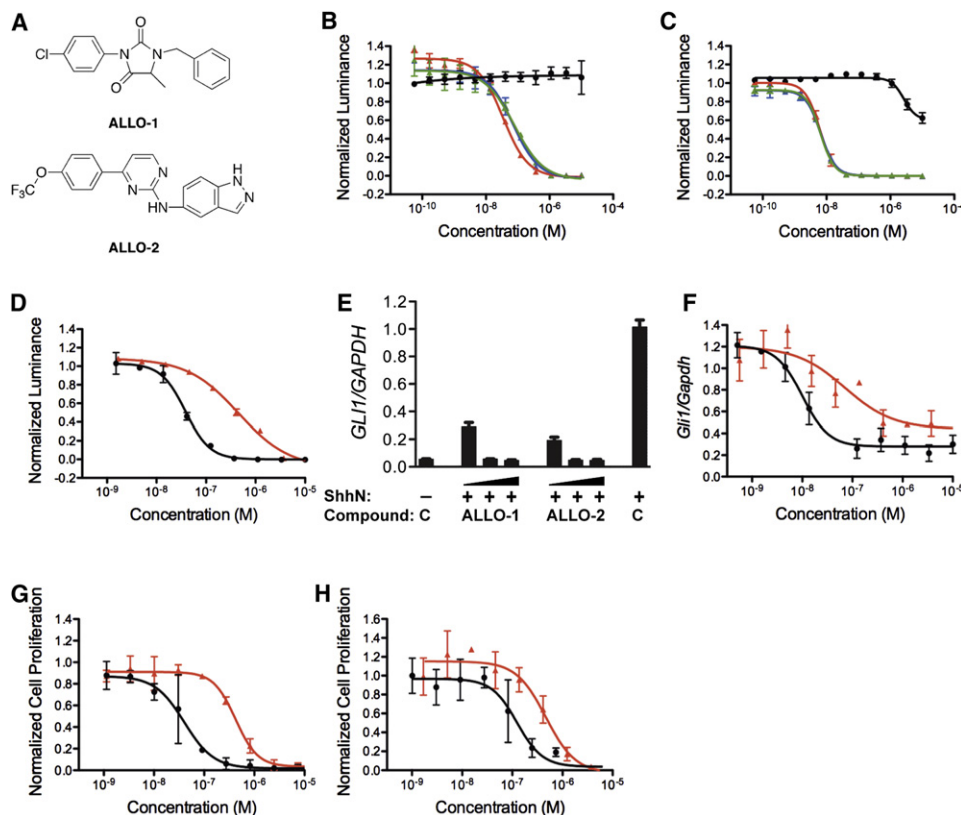 A
Cl
O
N
N
O
ALLO-1
F₃C
O
N
N
HN
H
N
N
ALLO-2
B
Normalized Luminance
1.4
1.2
1.0
0.8
0.6
0.4
0.2
0.0
-0.2
10⁻¹⁰ 10⁻⁸ 10⁻⁶ 10⁻⁴
Concentration (M)
C
Normalized Luminance
1.4
1.2
1.0
0.8
0.6
0.4
0.2
0.0
-0.2
10⁻¹⁰ 10⁻⁸ 10⁻⁶ 10⁻⁴
Concentration (M)
D
Normalized Luminance
1.4
1.2
1.0
0.8
0.6
0.4
0.2
0.0
-0.2
10⁻⁹ 10⁻⁸ 10⁻⁷ 10⁻⁶ 10⁻⁵
Concentration (M)
E
GLI1/GAPDH
1.2
1.0
0.8
0.6
0.4
0.2
0.0
ShhN: – + + + + + + +
Compound: C ALLO-1 ALLO-2 C
F
Gli1/Gapdh
1.4
1.2
1.0
0.8
0.6
0.4
0.2
0.0
10⁻⁹ 10⁻⁸ 10⁻⁷ 10⁻⁶ 10⁻⁵
Concentration (M)
G
Normalized Cell Proliferation
1.4
1.2
1.0
0.8
0.6
0.4
0.2
0.0
10⁻⁹ 10⁻⁸ 10⁻⁷ 10⁻⁶ 10⁻⁵
Concentration (M)
H
Normalized Cell Proliferation
1.6
1.4
1.2
1.0
0.8
0.6
0.4
0.2
0.0
10⁻⁹ 10⁻⁸ 10⁻⁷ 10⁻⁶ 10⁻⁵
Concentration (M)